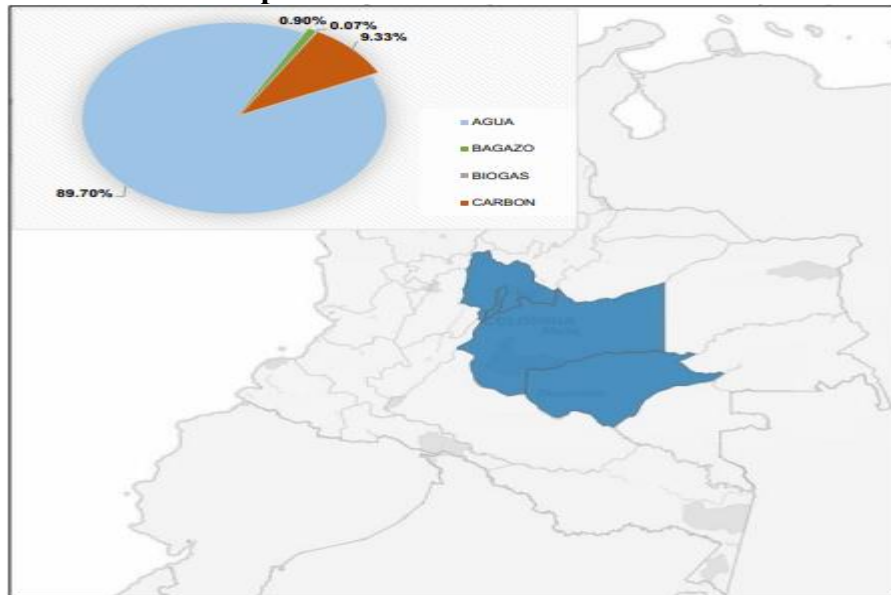 0.90%
0.07%
9.33%
AGUA
BAGAZO
BIOGAS
CARBON
89.70%